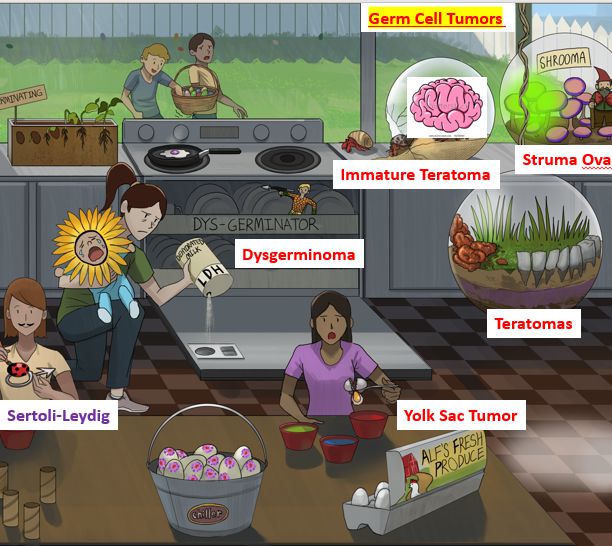 Germ Cell Tumors
SHROOMA
RMINATING
Immature Teratoma
Struma Ova
DYS-GERMINATOR
Dysgerminoma
LDH
Teratomas
Sertoli-Leydig
Yolk Sac Tumor
ALF'S FRESH
PRODUCE
chiller